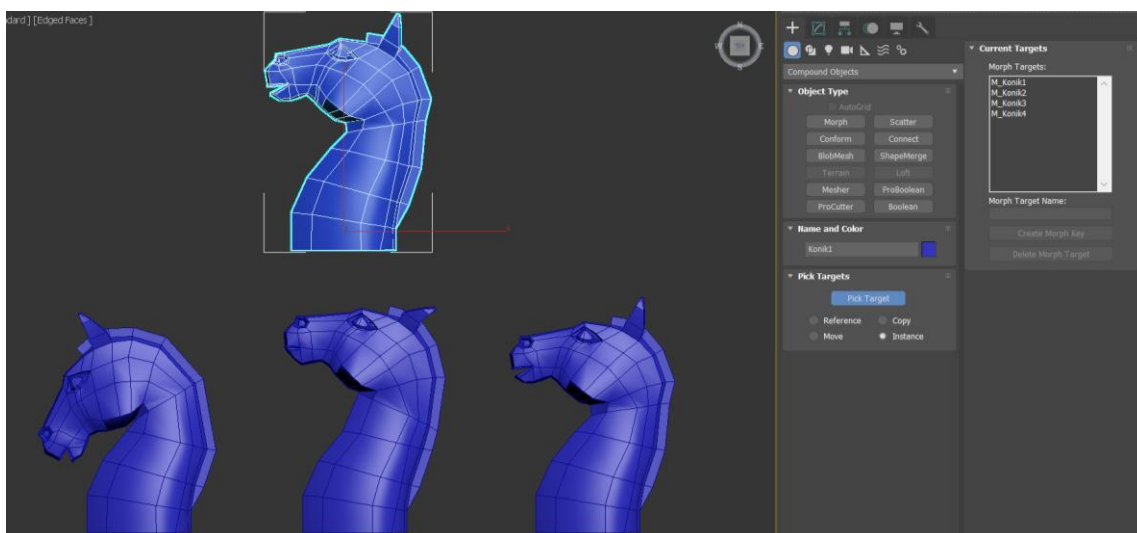 dard ] [Edged Faces ]
N
W
E
S
Compound Objects
Object Type
AutoGrid
Morph
Scatter
Conform
Connect
BlobMesh
ShapeMerge
Terrain
Loft
Mesher
ProBoolean
ProCutter
Boolean
Name and Color
Konik1
Pick Targets
Pick Target
Reference
Copy
Move
Instance
Current Targets
Morph Targets:
M_Konik1
M_Konik2
M_Konik3
M_Konik4
Morph Target Name:
Create Morph Key
Delete Morph Target